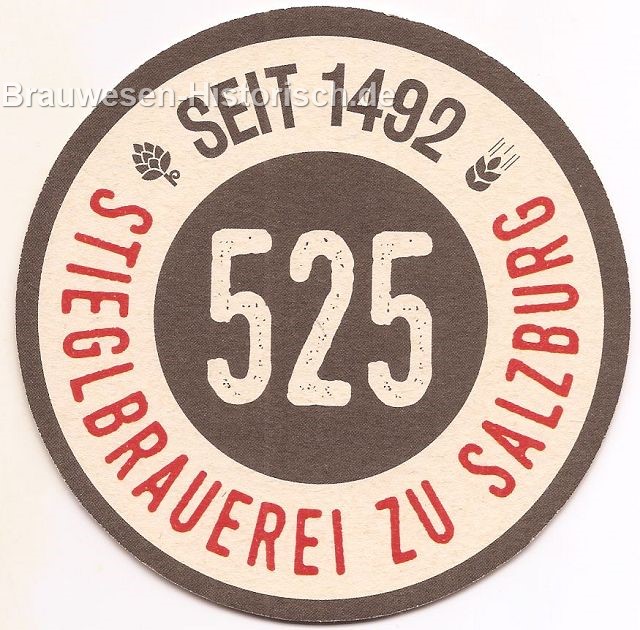 SEIT 1492
Brauwesen-Historisch.de
525
STIEGLBRAUEREI ZU SALZBURG